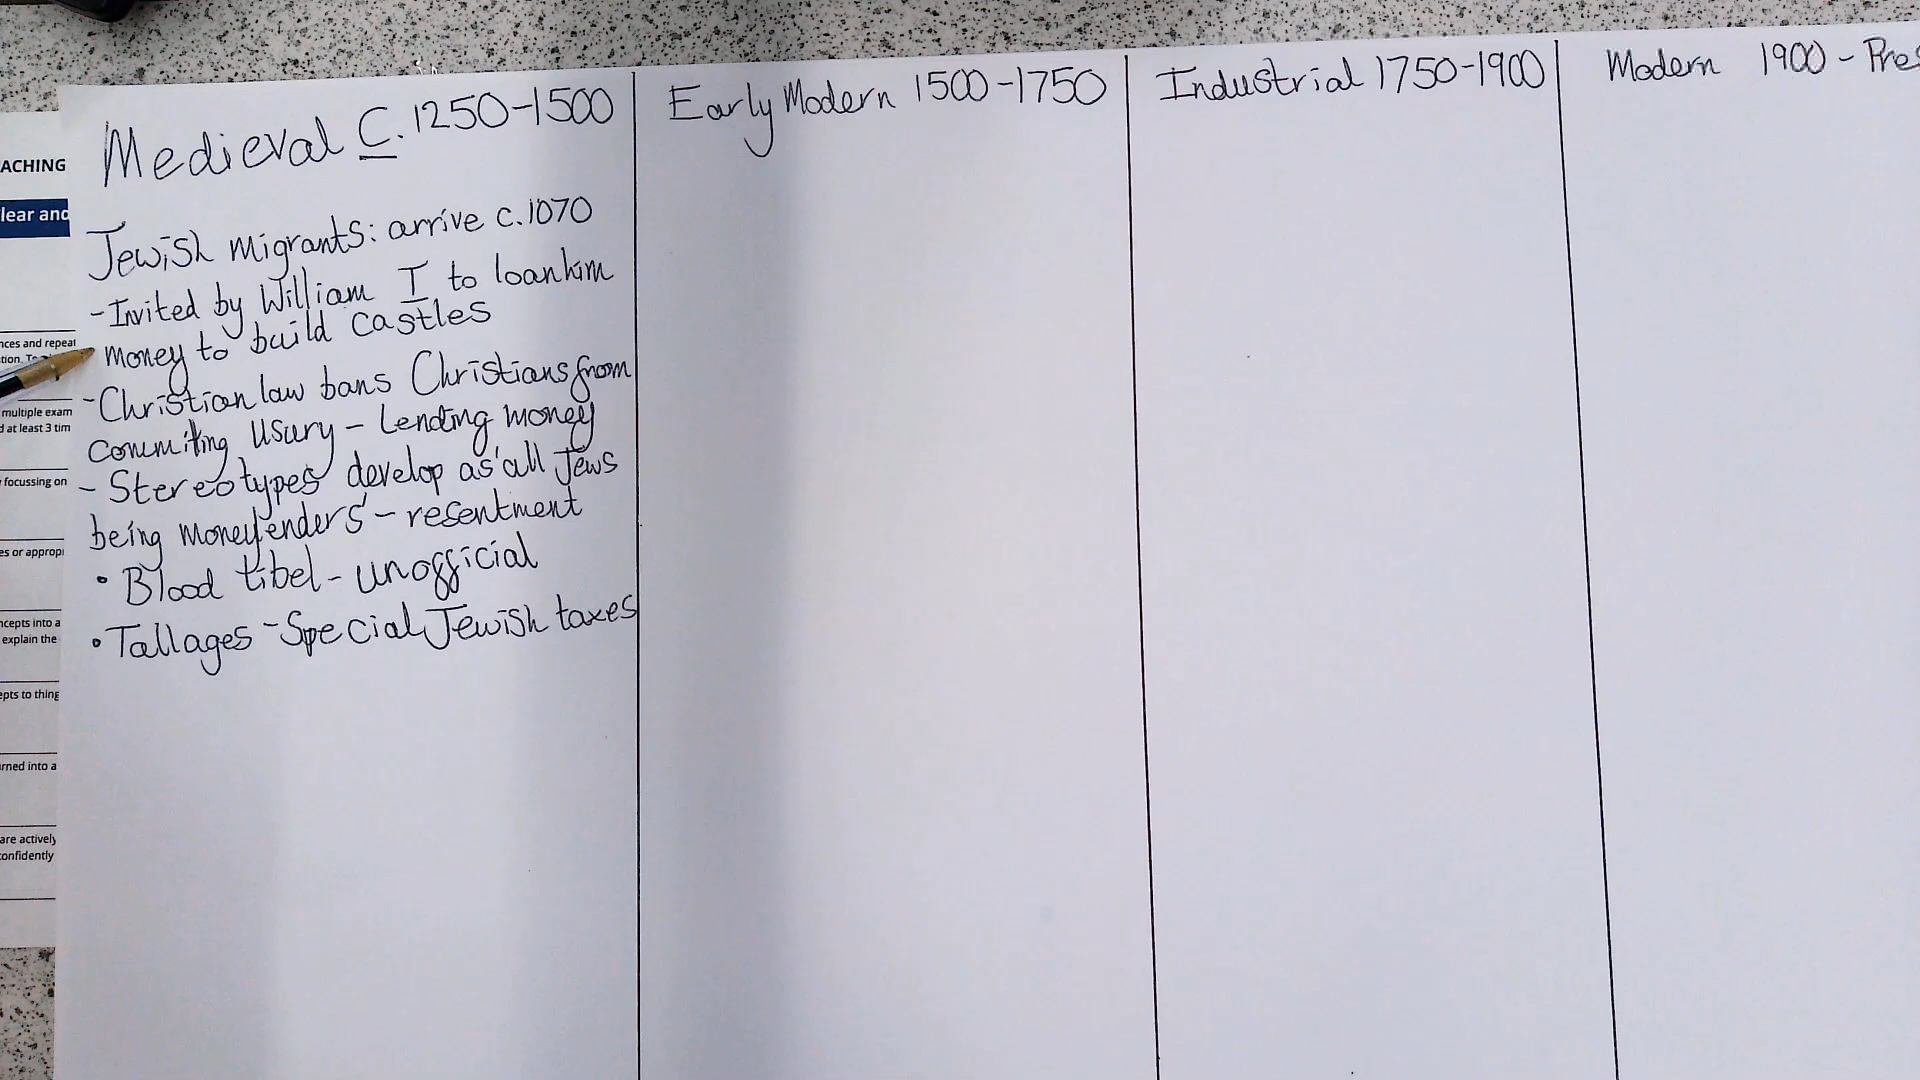 Medieval C. 1250-1500
Jewish Migrants: arrive c.1070
- Invited by William I to loan him
money to build castles
- Christian law bans Christians from
commiting Usury - Lending money
- Stereotypes develop as 'all Jews
being moneylenders' - resentment
• Blood libel - unofficial
• Tallages - Special Jewish taxes
Early Modern 1500-1750
Industrial 1750-1900
Modern 1900 - Pres
ACHING
lear and
nces and repeat
tion.
multiple exam
d at least 3 tim
focussing on
es or appropi
ncepts into a
explain the
epts to thing
rned into a
are actively
confidently